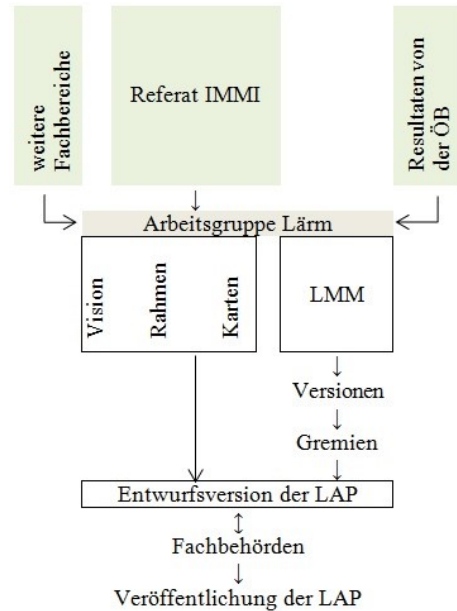 weitere
Fachbereiche
Referat IMMI
Resultaten von
der ÖB
Arbeitsgruppe Lärm
Vision
Rahmen
Karten
LMM
Versionen
Gremien
Entwurfsversion der LAP
Fachbehörden
Veröffentlichung der LAP